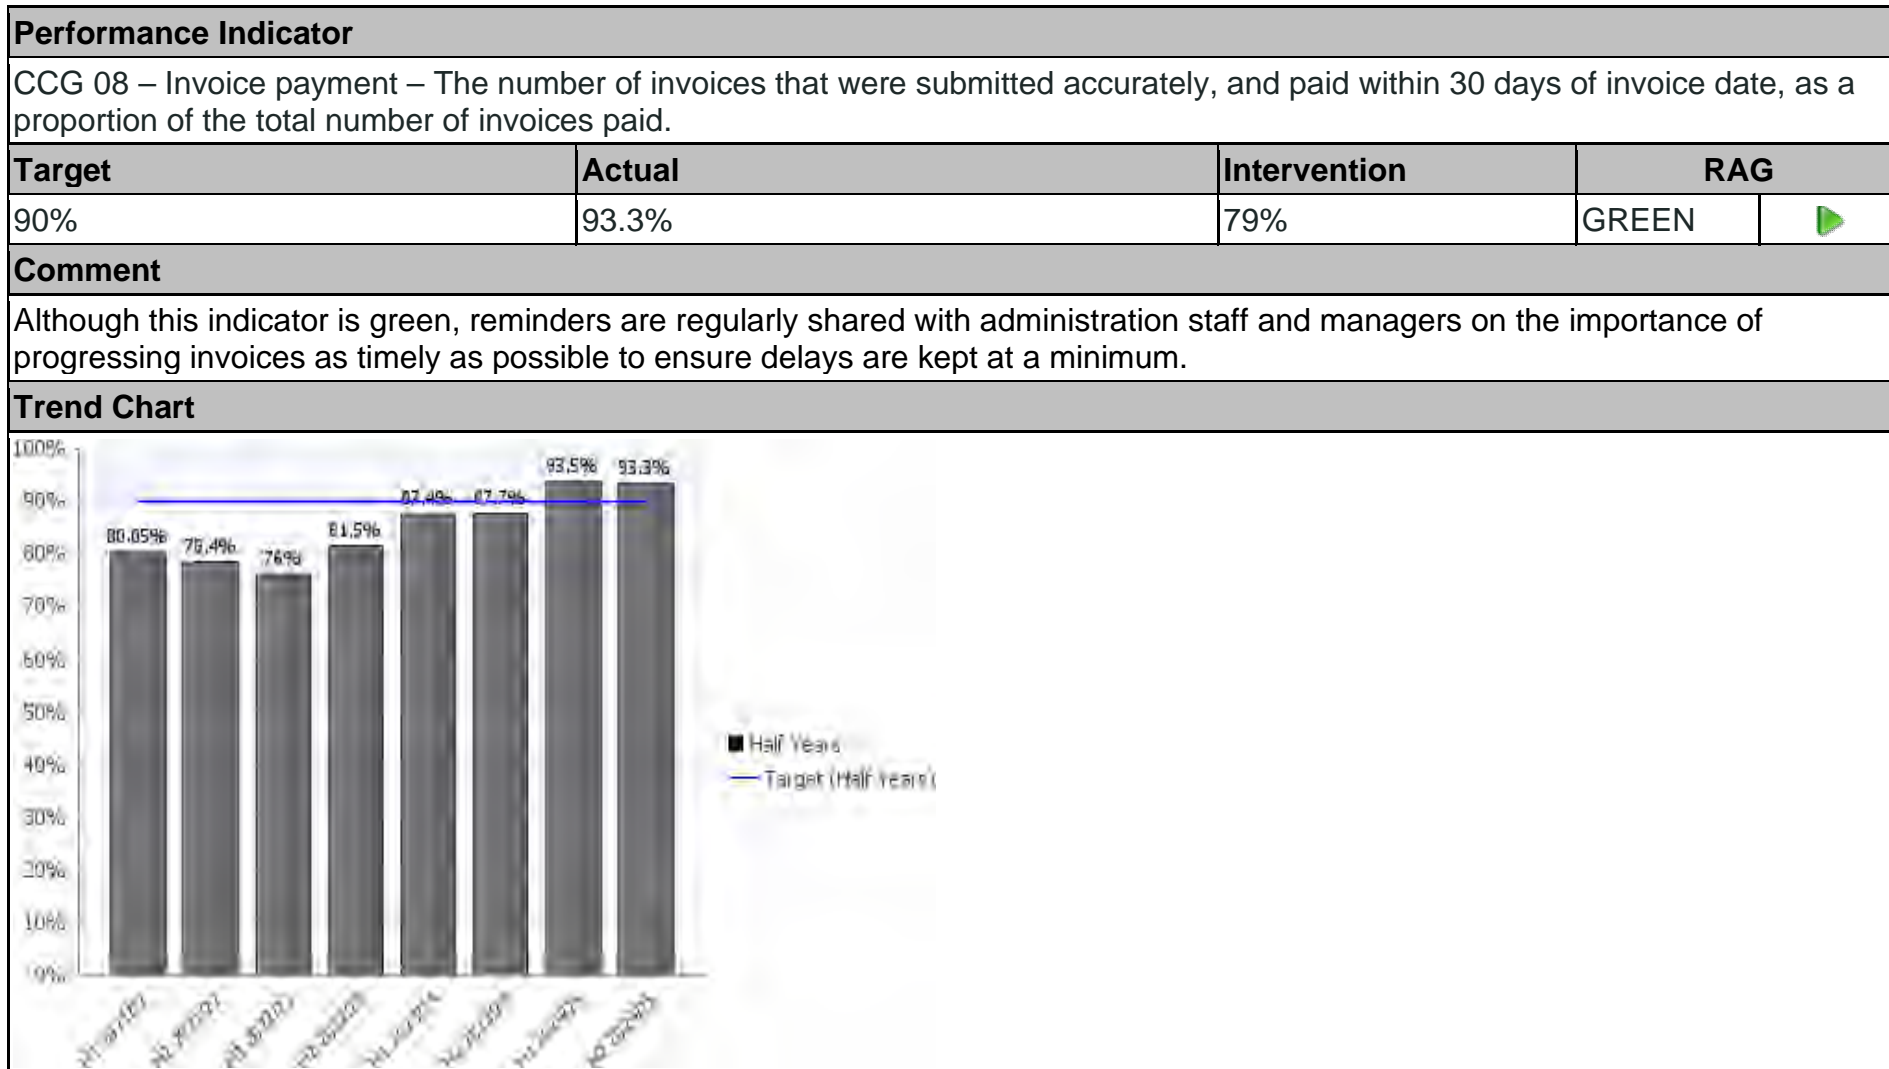 Performance Indicator
CCG 08 – Invoice payment – The number of invoices that were submitted accurately, and paid within 30 days of invoice date, as a
proportion of the total number of invoices paid.
Target Actual Intervention RAG
90% 93.3% 79% GREEN
Comment
Although this indicator is green, reminders are regularly shared with administration staff and managers on the importance of
progressing invoices as timely as possible to ensure delays are kept at a minimum.
Trend Chart
100%
90%
80%
70%
60%
50%
40%
30%
20%
10%
0%
76% 81.5% 87.4% 87.7% 93.5% 93.3%
Half Years
Target (Half Years)